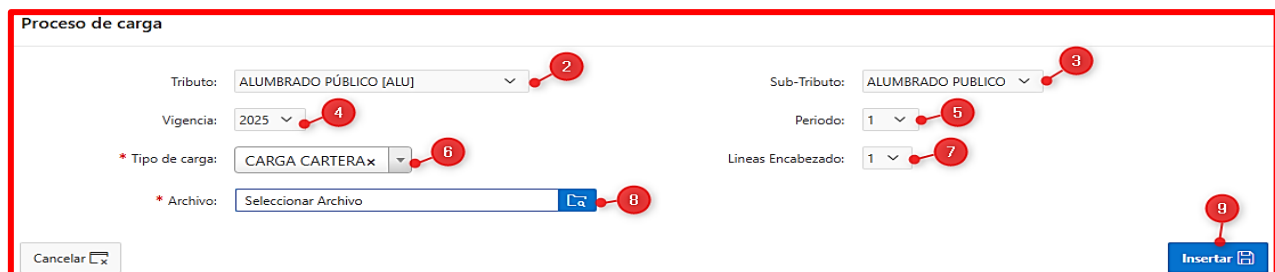 Proceso de carga
Tributo: ALUMBRADO PÚBLICO [ALU] 2 Sub-Tributo: ALUMBRADO PUBLICO 3
Vigencia: 2025 4 Periodo: 1 5
* Tipo de carga: CARGA CARTERA× 6 Lineas Encabezado: 1 7
* Archivo: Seleccionar Archivo 8
9
Cancelar Insertar